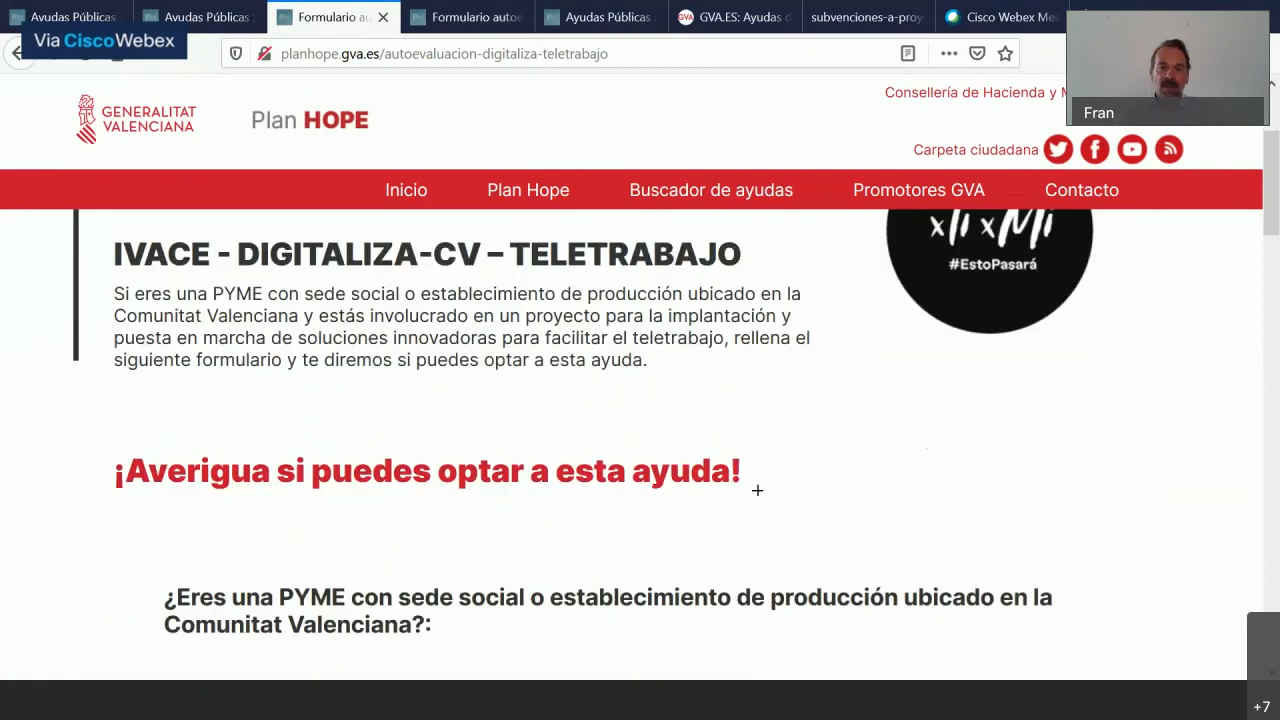 Ayudas Públicas
Ayudas Públicas
Formulario au
Formulario autoe
Ayudas Públicas
GVA.ES: Ayudas d
subvenciones-a-proy
Cisco Webex Mee
Via CiscoWebex
planhope.gva.es/autoevaluacion-digitaliza-teletrabajo
Consellería de Hacienda y M
Fran
GENERALITAT
VALENCIANA
Plan HOPE
Carpeta ciudadana
Inicio
Plan Hope
Buscador de ayudas
Promotores GVA
Contacto
xTi xMi
#EstoPasará
IVACE - DIGITALIZA-CV – TELETRABAJO
Si eres una PYME con sede social o establecimiento de producción ubicado en la
Comunitat Valenciana y estás involucrado en un proyecto para la implantación y
puesta en marcha de soluciones innovadoras para facilitar el teletrabajo, rellena el
siguiente formulario y te diremos si puedes optar a esta ayuda.
¡Averigua si puedes optar a esta ayuda!
¿Eres una PYME con sede social o establecimiento de producción ubicado en la
Comunitat Valenciana?:
+7